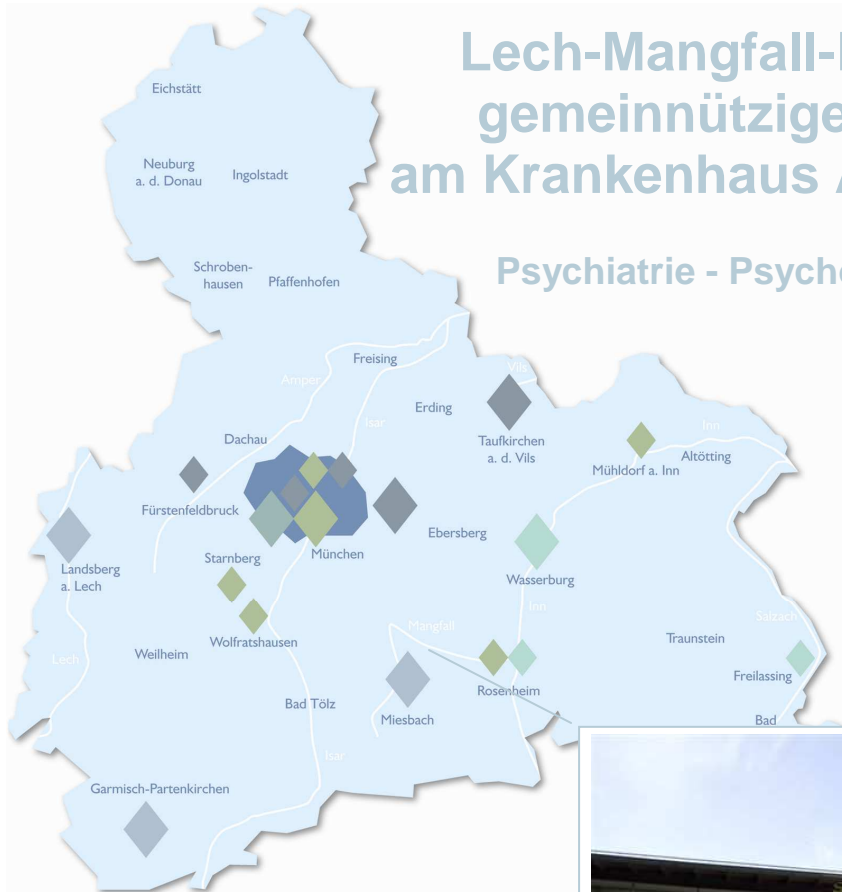 Lech-Mangfall-
gemeinnützige
am Krankenhaus
Psychiatrie - Psych
Eichstätt
Neuburg
a. d. Donau
Ingolstadt
Schroben-
hausen
Pfaffenhofen
Freising
Amper
Vils
Isar
Erding
Dachau
Taufkirchen
a. d. Vils
Inn
Altötting
Mühldorf a. Inn
Fürstenfeldbruck
Ebersberg
München
Starnberg
Landsberg
a. Lech
Wasserburg
Inn
Salzach
Mangfall
Traunstein
Wolfratshausen
Weilheim
Lech
Freilassing
Rosenheim
Bad Tölz
Miesbach
Bad
Isar
Garmisch-Partenkirchen